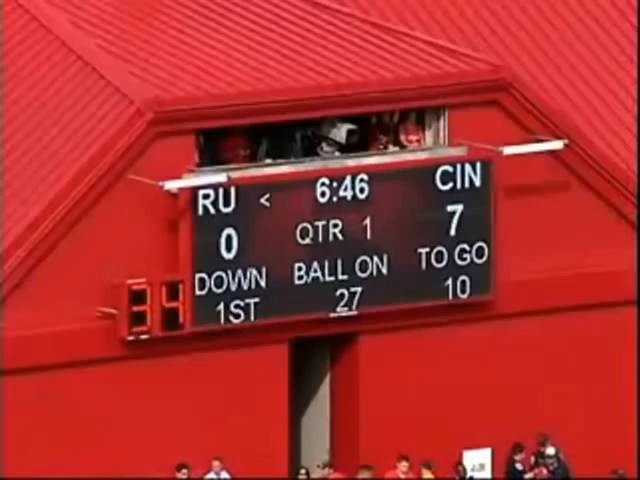 RU < 6:46 CIN
0 QTR 1 7
DOWN BALL ON TO GO
1ST 27 10
34